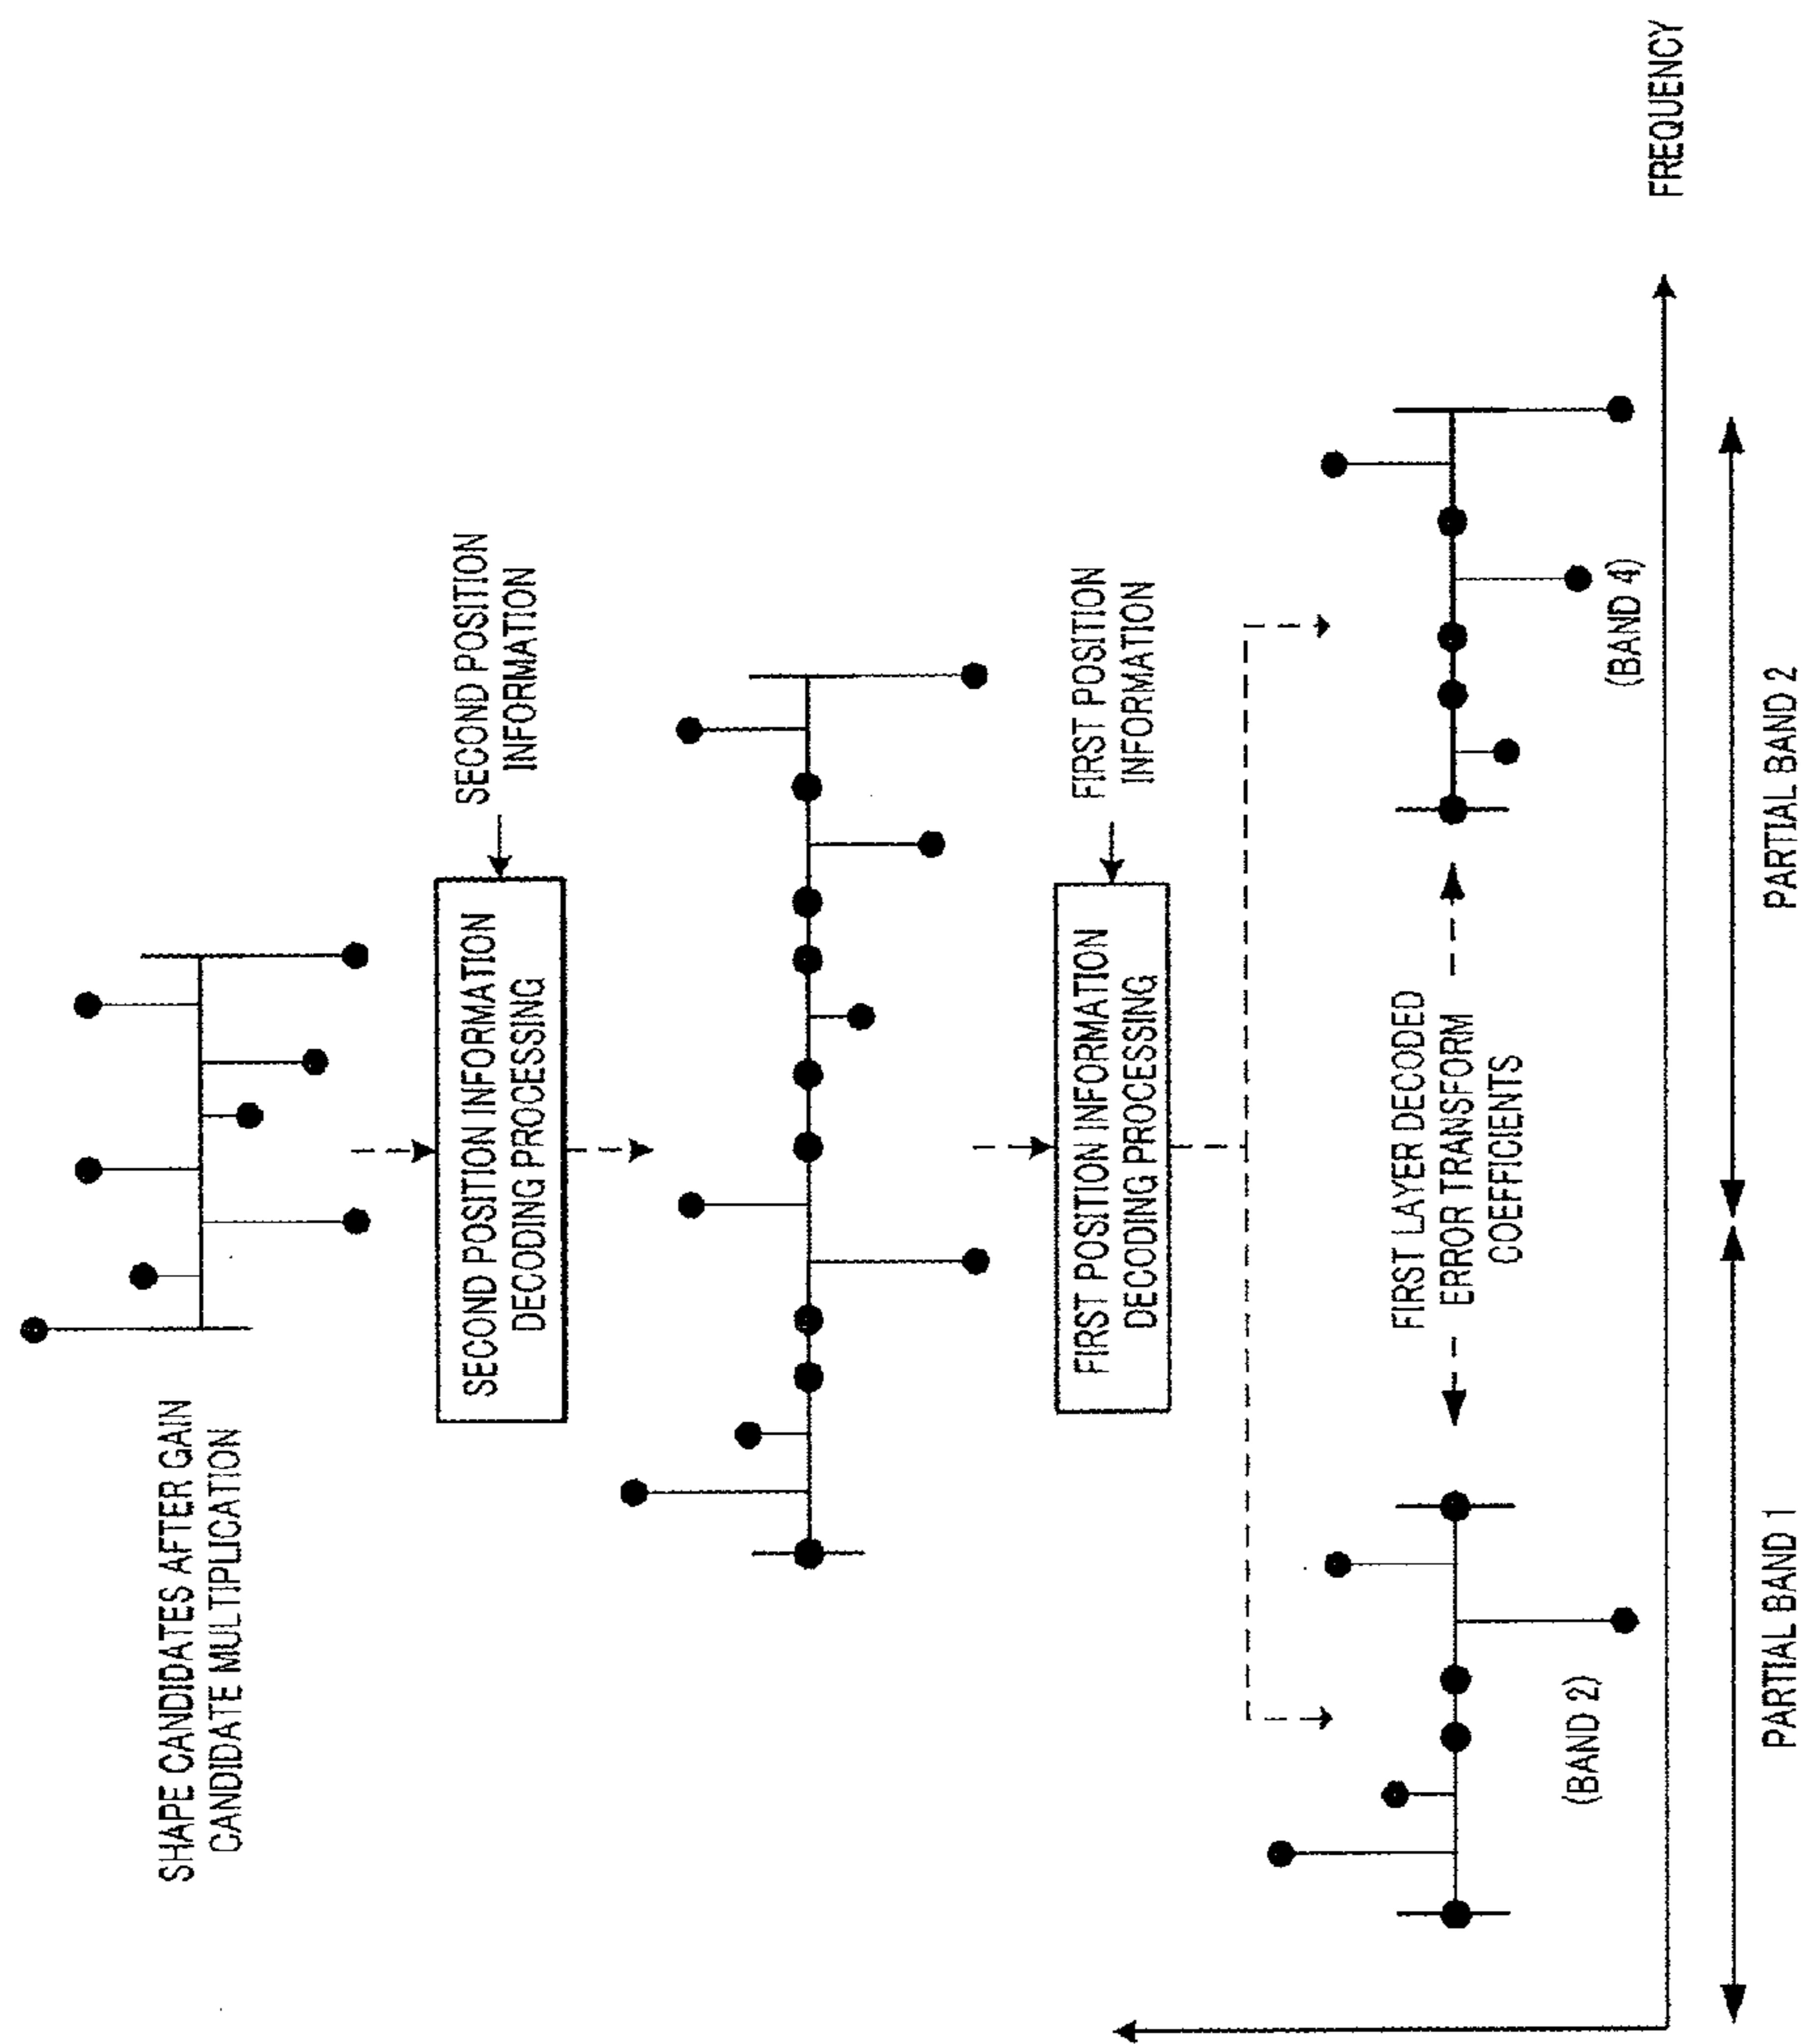 SHAPE CANDIDATES AFTER GAIN
CANDIDATE MULTIPLICATION
SECOND POSITION INFORMATION
DECODING PROCESSING
SECOND POSITION
INFORMATION
FIRST POSITION INFORMATION
DECODING PROCESSING
FIRST POSITION
INFORMATION
FIRST LAYER DECODED
ERROR TRANSFORM
COEFFICIENTS
(BAND 2)
(BAND 4)
FREQUENCY
PARTIAL BAND 1
PARTIAL BAND 2